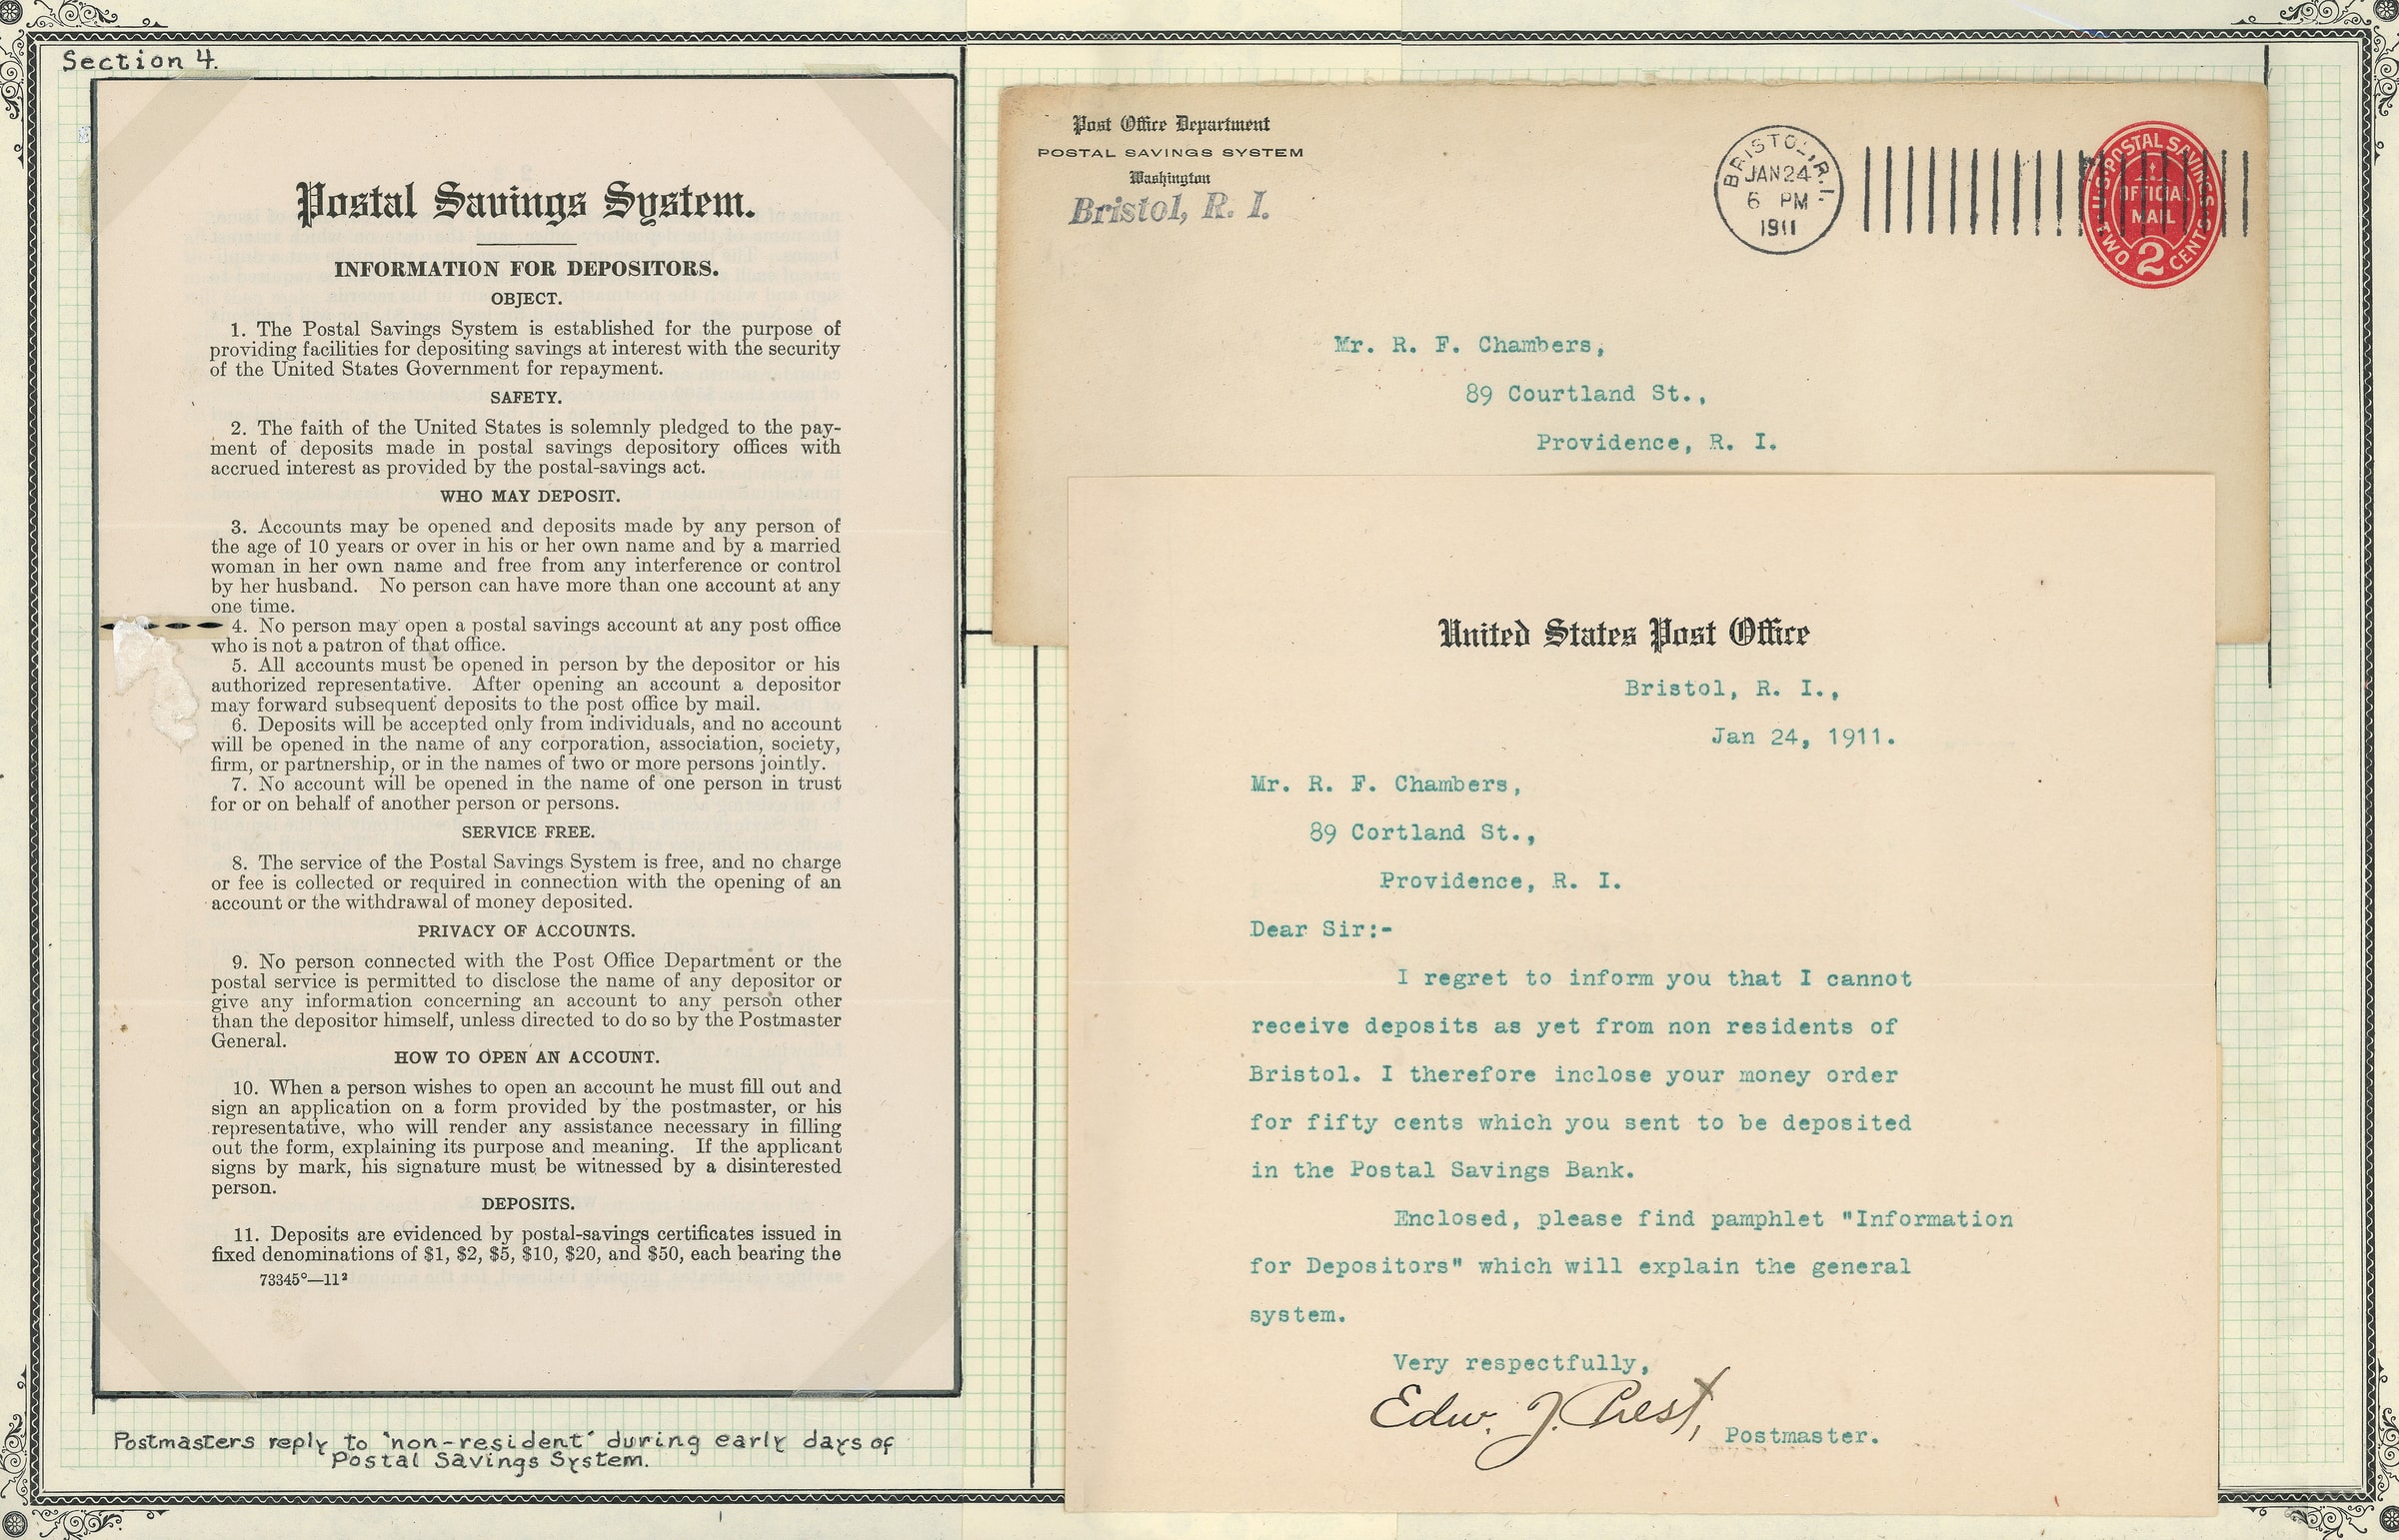 Section 4.
Postal Savings System.
INFORMATION FOR DEPOSITORS.
OBJECT.
1. The Postal Savings System is established for the purpose of
providing facilities for depositing savings at interest with the security
of the United States Government for repayment.
SAFETY.
2. The faith of the United States is solemnly pledged to the pay-
ment of deposits made in postal savings depository offices with
accrued interest as provided by the postal-savings act.
WHO MAY DEPOSIT.
3. Accounts may be opened and deposits made by any person of
the age of 10 years or over in his or her own name and by a married
woman in her own name and free from any interference or control
by her husband. No person can have more than one account at any
one time.
4. No person may open a postal savings account at any post office
who is not a patron of that office.
5. All accounts must be opened in person by the depositor or his
authorized representative. After opening an account a depositor
may forward subsequent deposits to the post office by mail.
6. Deposits will be accepted only from individuals, and no account
will be opened in the name of any corporation, association, society,
firm, or partnership, or in the names of two or more persons jointly.
7. No account will be opened in the name of one person in trust
for or on behalf of another person or persons.
SERVICE FREE.
8. The service of the Postal Savings System is free, and no charge
or fee is collected or required in connection with the opening of an
account or the withdrawal of money deposited.
PRIVACY OF ACCOUNTS.
9. No person connected with the Post Office Department or the
postal service is permitted to disclose the name of any depositor or
give any information concerning an account to any person other
than the depositor himself, unless directed to do so by the Postmaster
General.
HOW TO OPEN AN ACCOUNT.
10. When a person wishes to open an account he must fill out and
sign an application on a form provided by the postmaster, or his
representative, who will render any assistance necessary in filling
out the form, explaining its purpose and meaning. If the applicant
signs by mark, his signature must be witnessed by a disinterested
person.
DEPOSITS.
11. Deposits are evidenced by postal-savings certificates issued in
fixed denominations of $1, $2, $5, $10, $20, and $50, each bearing the
73345°—11²
Postmasters reply to 'non-resident' during early days of
Postal Savings System.
Post Office Department
POSTAL SAVINGS SYSTEM
Washington
Bristol, R. I.
BRISTOL, R.I.
JAN 24
6 PM
1911
U.S. POSTAL SAVINGS
OFFICIAL
MAIL
TWO 2 CENTS
Mr. R. F. Chambers,
89 Courtland St.,
Providence, R. I.
United States Post Office
Bristol, R. I.,
Jan 24, 1911.
Mr. R. F. Chambers,
89 Cortland St.,
Providence, R. I.
Dear Sir:-
I regret to inform you that I cannot
receive deposits as yet from non residents of
Bristol. I therefore inclose your money order
for fifty cents which you sent to be deposited
in the Postal Savings Bank.
Enclosed, please find pamphlet "Information
for Depositors" which will explain the general
system.
Very respectfully,
Edw. J. Prest,
Postmaster.